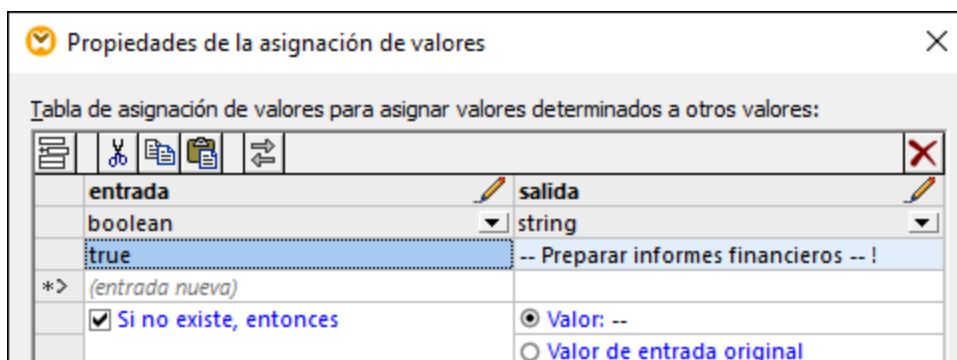 Propiedades de la asignación de valores
Tabla de asignación de valores para asignar valores determinados a otros valores:
entrada salida
boolean string
true -- Preparar informes financieros -- !
*> (entrada nueva)
Si no existe, entonces Valor: --
Valor de entrada original